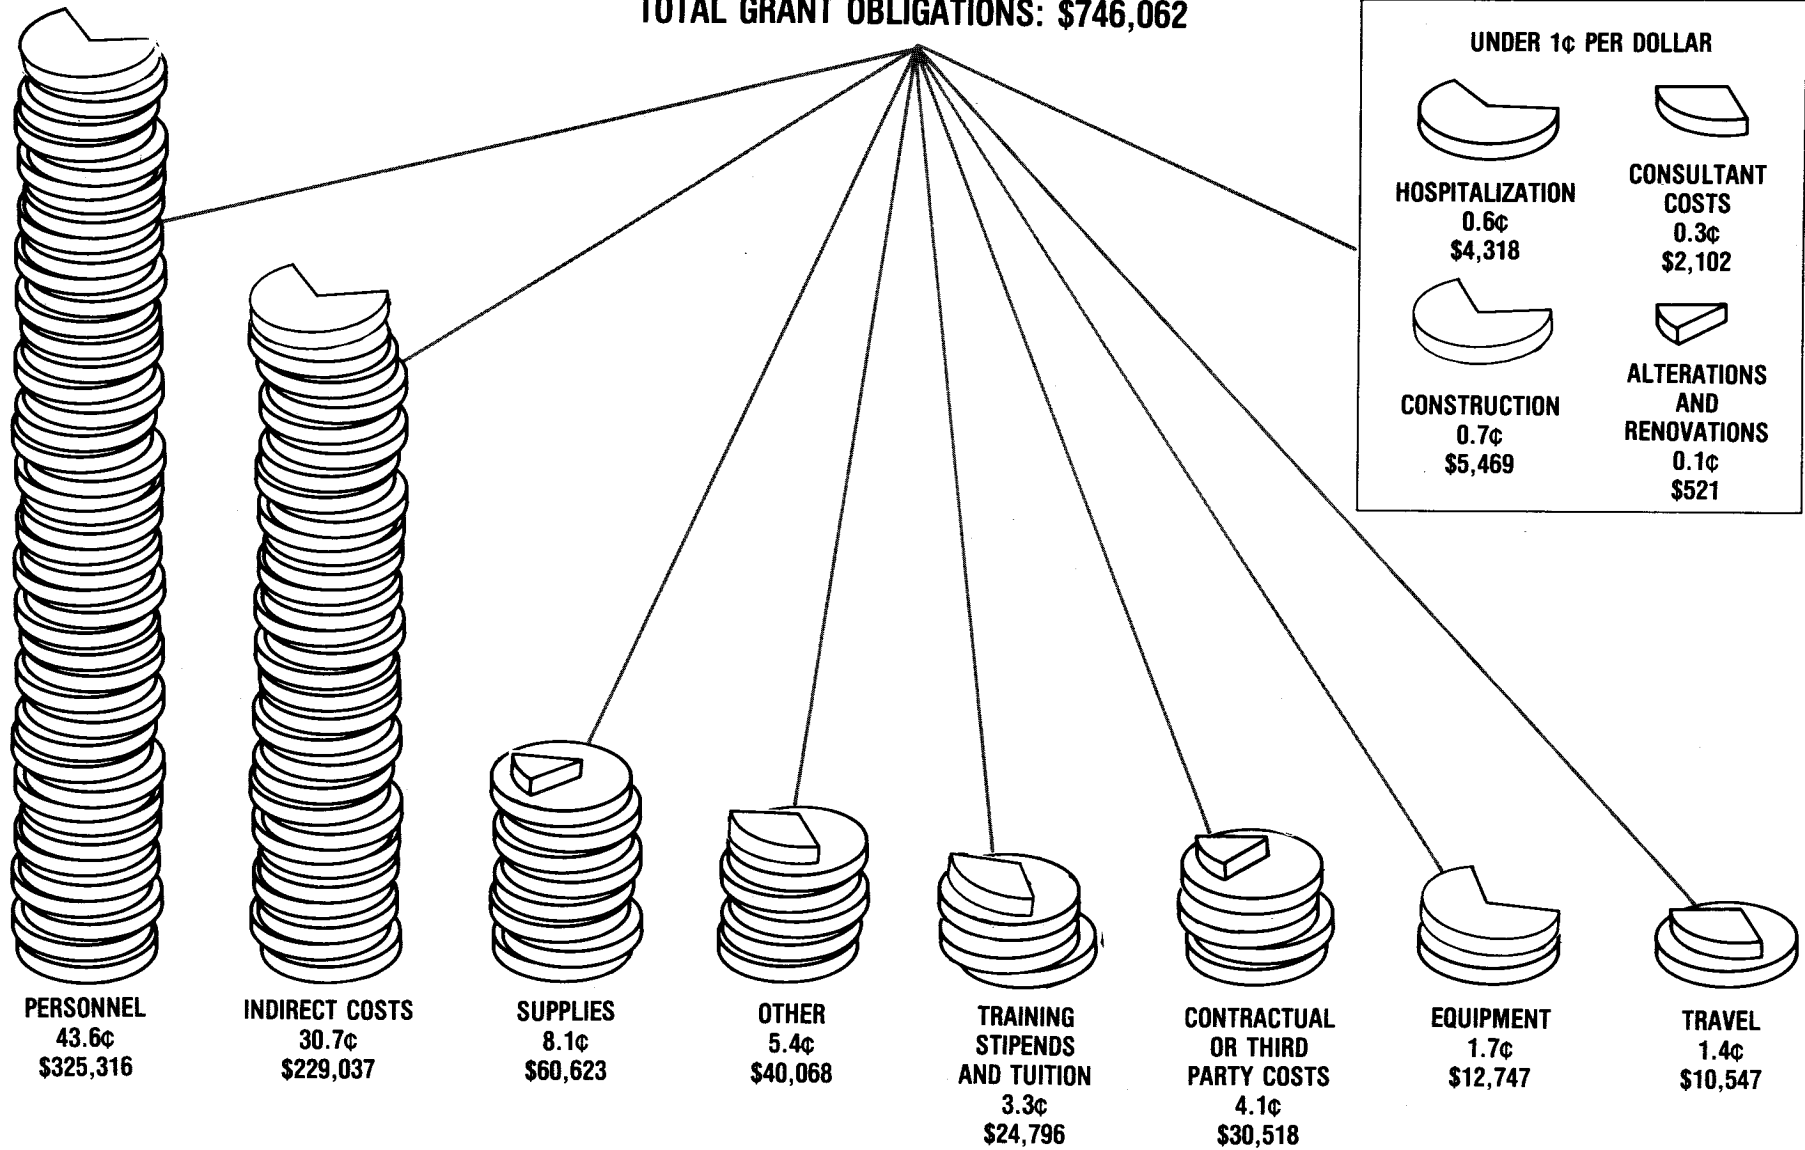 TOTAL GRANT OBLIGATIONS: $746,062
UNDER 1¢ PER DOLLAR
HOSPITALIZATION
0.6¢
$4,318
CONSULTANT
COSTS
0.3¢
$2,102
CONSTRUCTION
0.7¢
$5,469
ALTERATIONS
AND
RENOVATIONS
0.1¢
$521
PERSONNEL
43.6¢
$325,316
INDIRECT COSTS
30.7¢
$229,037
SUPPLIES
8.1¢
$60,623
OTHER
5.4¢
$40,068
TRAINING
STIPENDS
AND TUITION
3.3¢
$24,796
CONTRACTUAL
OR THIRD
PARTY COSTS
4.1¢
$30,518
EQUIPMENT
1.7¢
$12,747
TRAVEL
1.4¢
$10,547